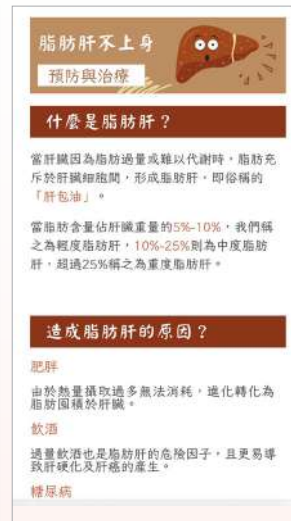 脂肪肝不上身
預防與治療
什麼是脂肪肝？
當肝臟因為脂肪過量或難以代謝時，脂肪充
斥於肝臟細胞間，形成脂肪肝，即俗稱的
「肝包油」。
當脂肪含量佔肝臟重量的5%-10%，我們稱
之為輕度脂肪肝，10%-25%則為中度脂肪
肝，超過25%稱之為重度脂肪肝。
造成脂肪肝的原因？
肥胖
由於熱量攝取過多無法消耗，進化轉化為
脂肪囤積於肝臟。
飲酒
過量飲酒也是脂肪肝的危險因子，且更易導
致肝硬化及肝癌的產生。
糖尿病